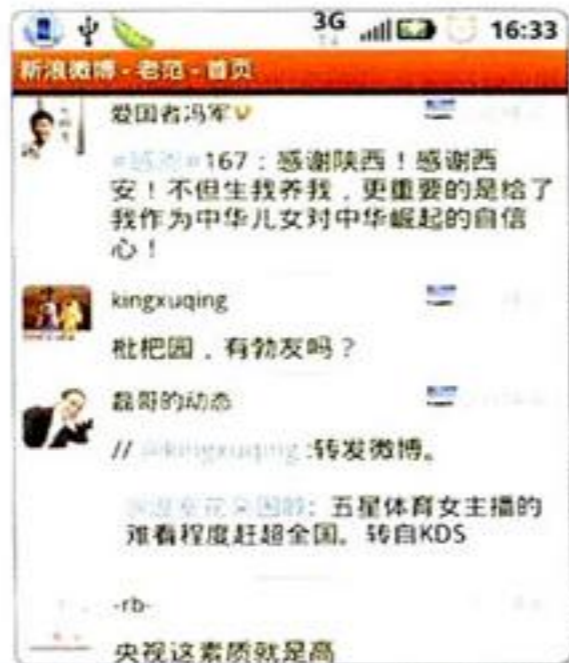 3G 16:33
新浪微博 - 老范 - 首页
爱国者冯军
#感谢#167：感谢陕西！感谢西
安！不但生我养我，更重要的是给了
我作为中华儿女对中华崛起的自信
心！
kingxuqing
枇杷园，有勃友吗？
磊哥的动态
// @kingxuqing :转发微博。
: 五星体育女主播的
难看程度赶超全国。转自KDS
-rb-
央视这素质就是高